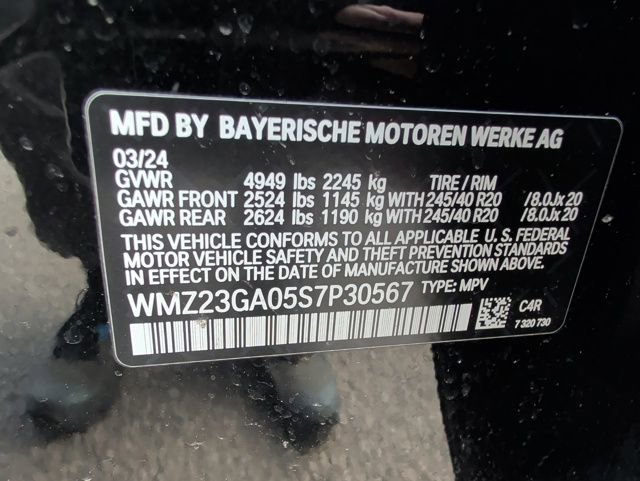 MFD BY BAYERISCHE MOTOREN WERKE AG
03/24
GVWR 4949 lbs 2245 kg TIRE / RIM
GAWR FRONT 2524 lbs 1145 kg WITH 245/40 R20 /8.0Jx20
GAWR REAR 2624 lbs 1190 kg WITH 245/40 R20 /8.0Jx20
THIS VEHICLE CONFORMS TO ALL APPLICABLE U.S. FEDERAL
MOTOR VEHICLE SAFETY AND THEFT PREVENTION STANDARDS
IN EFFECT ON THE DATE OF MANUFACTURE SHOWN ABOVE.
WMZ23GA05S7P30567 TYPE: MPV
C4R
7 320 730